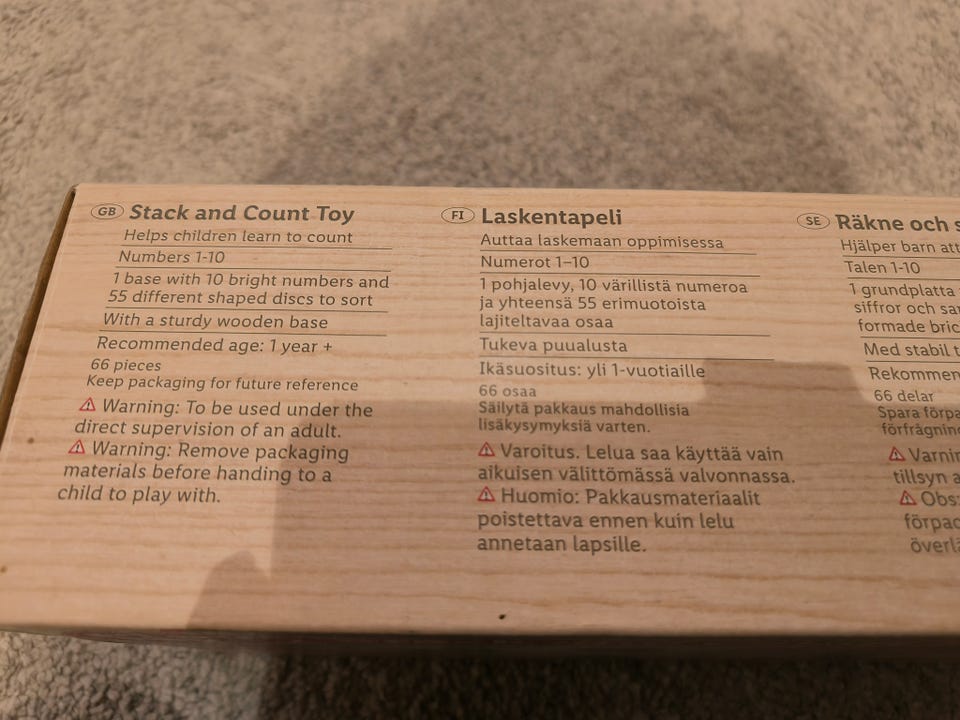 GB Stack and Count Toy
Helps children learn to count
Numbers 1-10
1 base with 10 bright numbers and
55 different shaped discs to sort
With a sturdy wooden base
Recommended age: 1 year +
66 pieces
Keep packaging for future reference
Warning: To be used under the
direct supervision of an adult.
Warning: Remove packaging
materials before handing to a
child to play with.
FI Laskentapeli
Auttaa laskemaan oppimisessa
Numerot 1–10
1 pohjalevy, 10 värillistä numeroa
ja yhteensä 55 erimuotoista
lajiteltavaa osaa
Tukeva puualusta
Ikäsuositus: yli 1-vuotiaille
66 osaa
Säilytä pakkaus mahdollisia
lisäkysymyksiä varten.
Varoitus. Lelua saa käyttää vain
aikuisen välittömässä valvonnassa.
Huomio: Pakkausmateriaalit
poistettava ennen kuin lelu
annetaan lapsille.
SE Räkne och
Hjälper barn
Talen 1-10
1 grundplatta
siffror och
formade
Med stabil
66 delar
Spara
tillsyn
Obs: